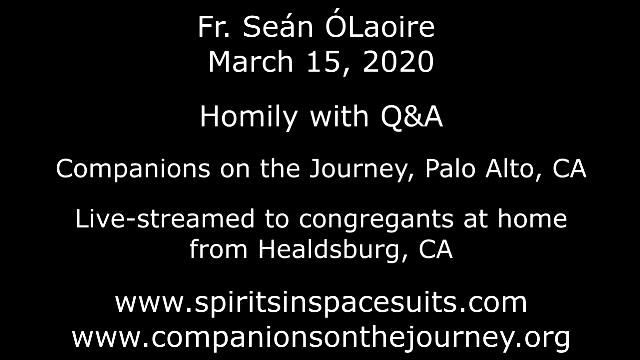 Fr. Seán ÓLaoire
March 15, 2020
Homily with Q&A
Companions on the Journey, Palo Alto, CA
Live-streamed to congregants at home
from Healdsburg, CA
www.spiritsinspacesuits.com
www.companionsonthejourney.org